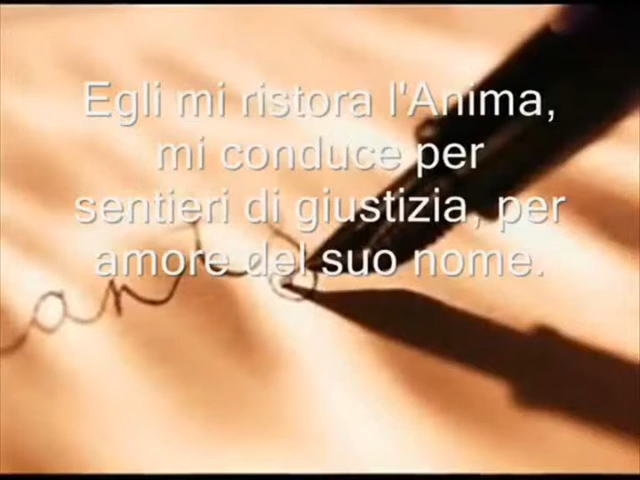 Egli mi ristora l'Anima,
mi conduce per
sentieri di giustizia, per
amore del suo nome.